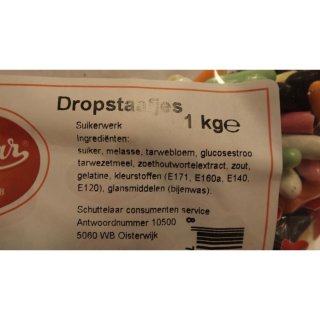 Dropstaafjes
1 kg℮
Suikerwerk
Ingrediënten:
suiker, melasse, tarwebloem, glucosestroo
tarwezetmeel, zoethoutwortelextract, zout,
gelatine, kleurstoffen (E171, E160a, E140,
E120), glansmiddelen (bijenwas).
Schuttelaar consumenten service
Antwoordnummer 10500
5060 WB Oisterwijk
8